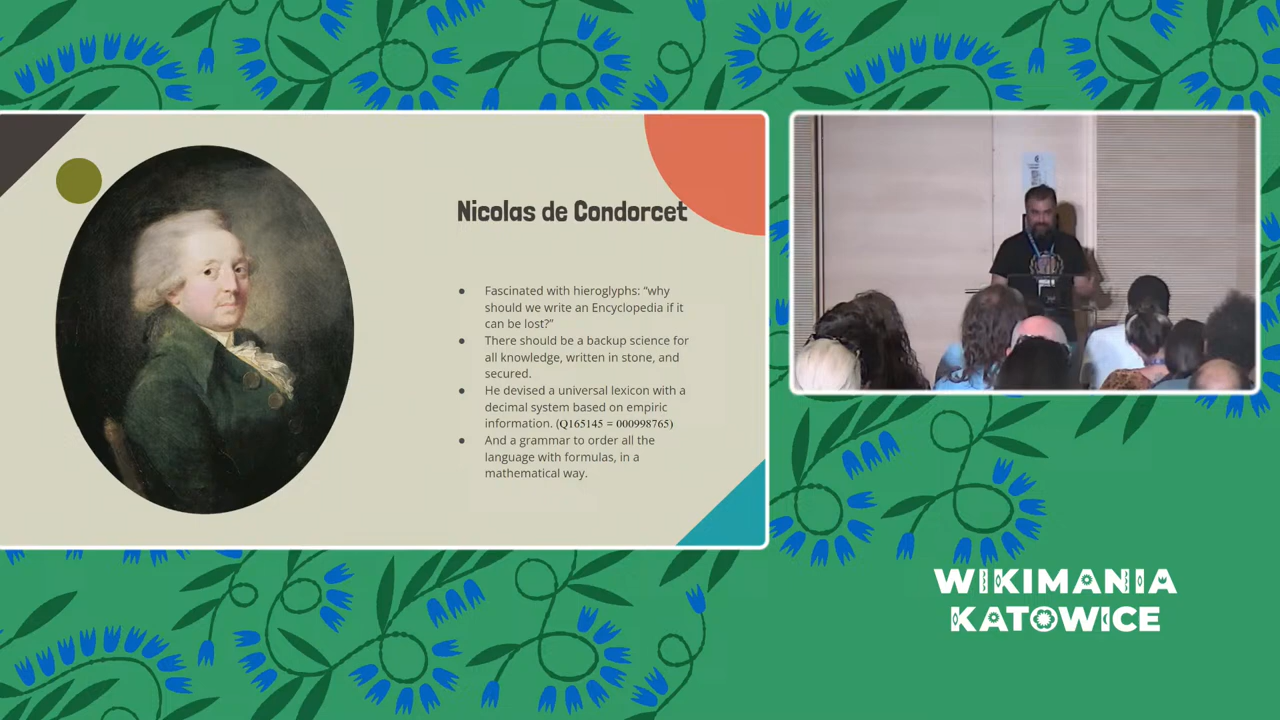 Nicolas de Condorcet
● Fascinated with hieroglyphs: “why
should we write an Encyclopedia if it
can be lost?”
● There should be a backup science for
all knowledge, written in stone, and
secured.
● He devised a universal lexicon with a
decimal system based on empiric
information. (Q165145 = 000998765)
● And a grammar to order all the
language with formulas, in a
mathematical way.
WIKIMANIA
KATOWICE